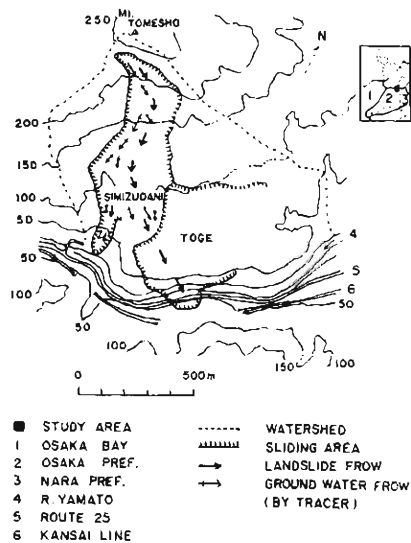 250
MT.
TOMESHO
N
1 2 3
200
150
100
50
SIMIZUDANI
TOGE
4
50
5
6
50
100
50
100
150
100
0 500m
STUDY AREA
1 OSAKA BAY
2 OSAKA PREF.
3 NARA PREF.
4 R. YAMATO
5 ROUTE 25
6 KANSAI LINE
WATERSHED
SLIDING AREA
LANDSLIDE FROW
GROUND WATER FROW
(BY TRACER)